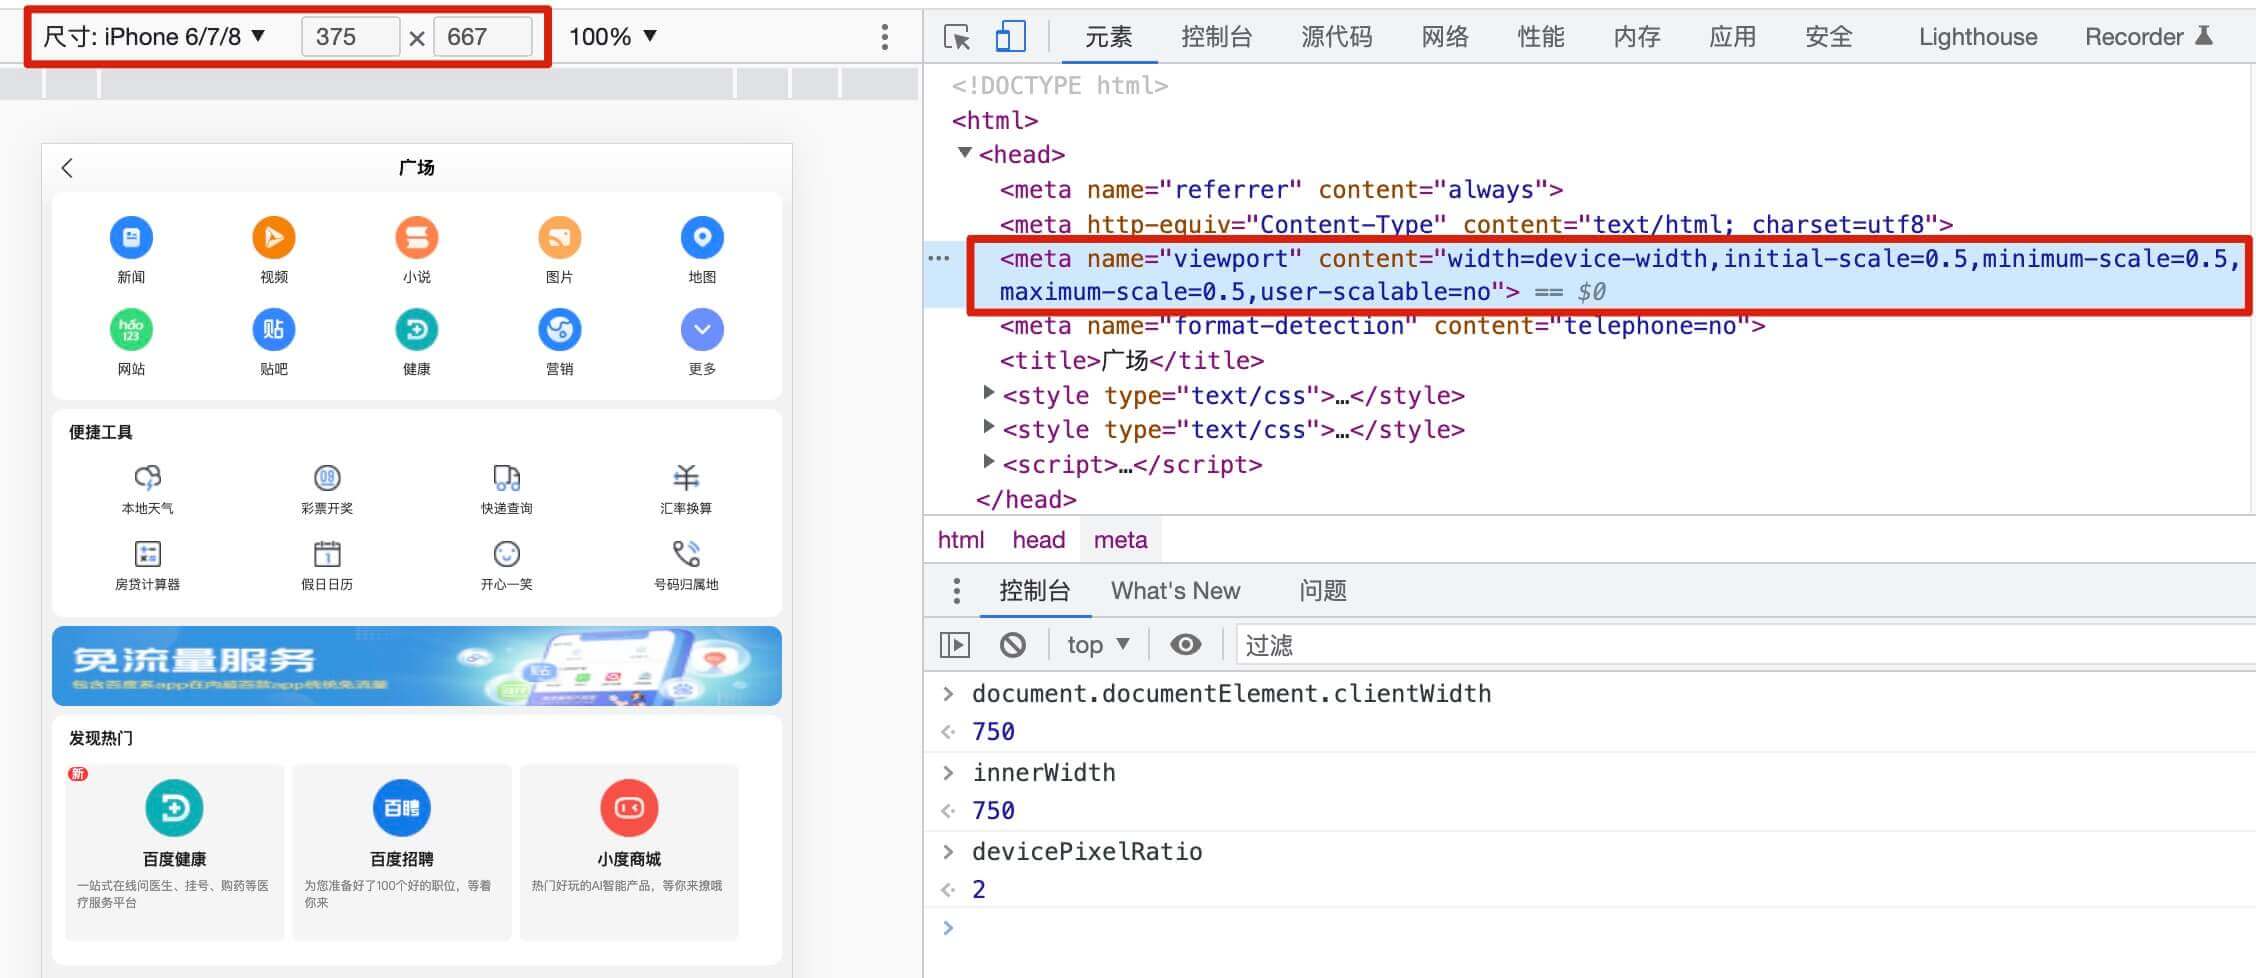 尺寸: iPhone 6/7/8 ▼ 375 × 667 100% ▼
元素 控制台 源代码 网络 性能 内存 应用 安全 Lighthouse Recorder
<!DOCTYPE html>
<html>
▼<head>
<meta name="referrer" content="always">
<meta http-equiv="Content-Type" content="text/html; charset=utf8">
<meta name="viewport" content="width=device-width,initial-scale=0.5,minimum-scale=0.5,
maximum-scale=0.5,user-scalable=no"> == $0
<meta name="format-detection" content="telephone=no">
<title>广场</title>
▶<style type="text/css">…</style>
▶<style type="text/css">…</style>
▶<script>…</script>
</head>
html head meta
控制台 What's New 问题
top ▼ 过滤
> document.documentElement.clientWidth
750
> innerWidth
750
> devicePixelRatio
2
>
广场
新闻 视频 小说 图片 地图
hao 123 贴
网站 贴吧 健康 营销 更多
便捷工具
09
本地天气 彩票开奖 快递查询 汇率换算
1
房贷计算器 假日日历 开心一笑 号码归属地
免流量服务
包含百度系app在内超百款app统统免流量
发现热门
新
百聘
百度健康 百度招聘 小度商城
一站式在线问医生、挂号、购药等医
疗服务平台
为您准备好了100个好的职位，等着
你来
热门好玩的AI智能产品，等你来撩哦